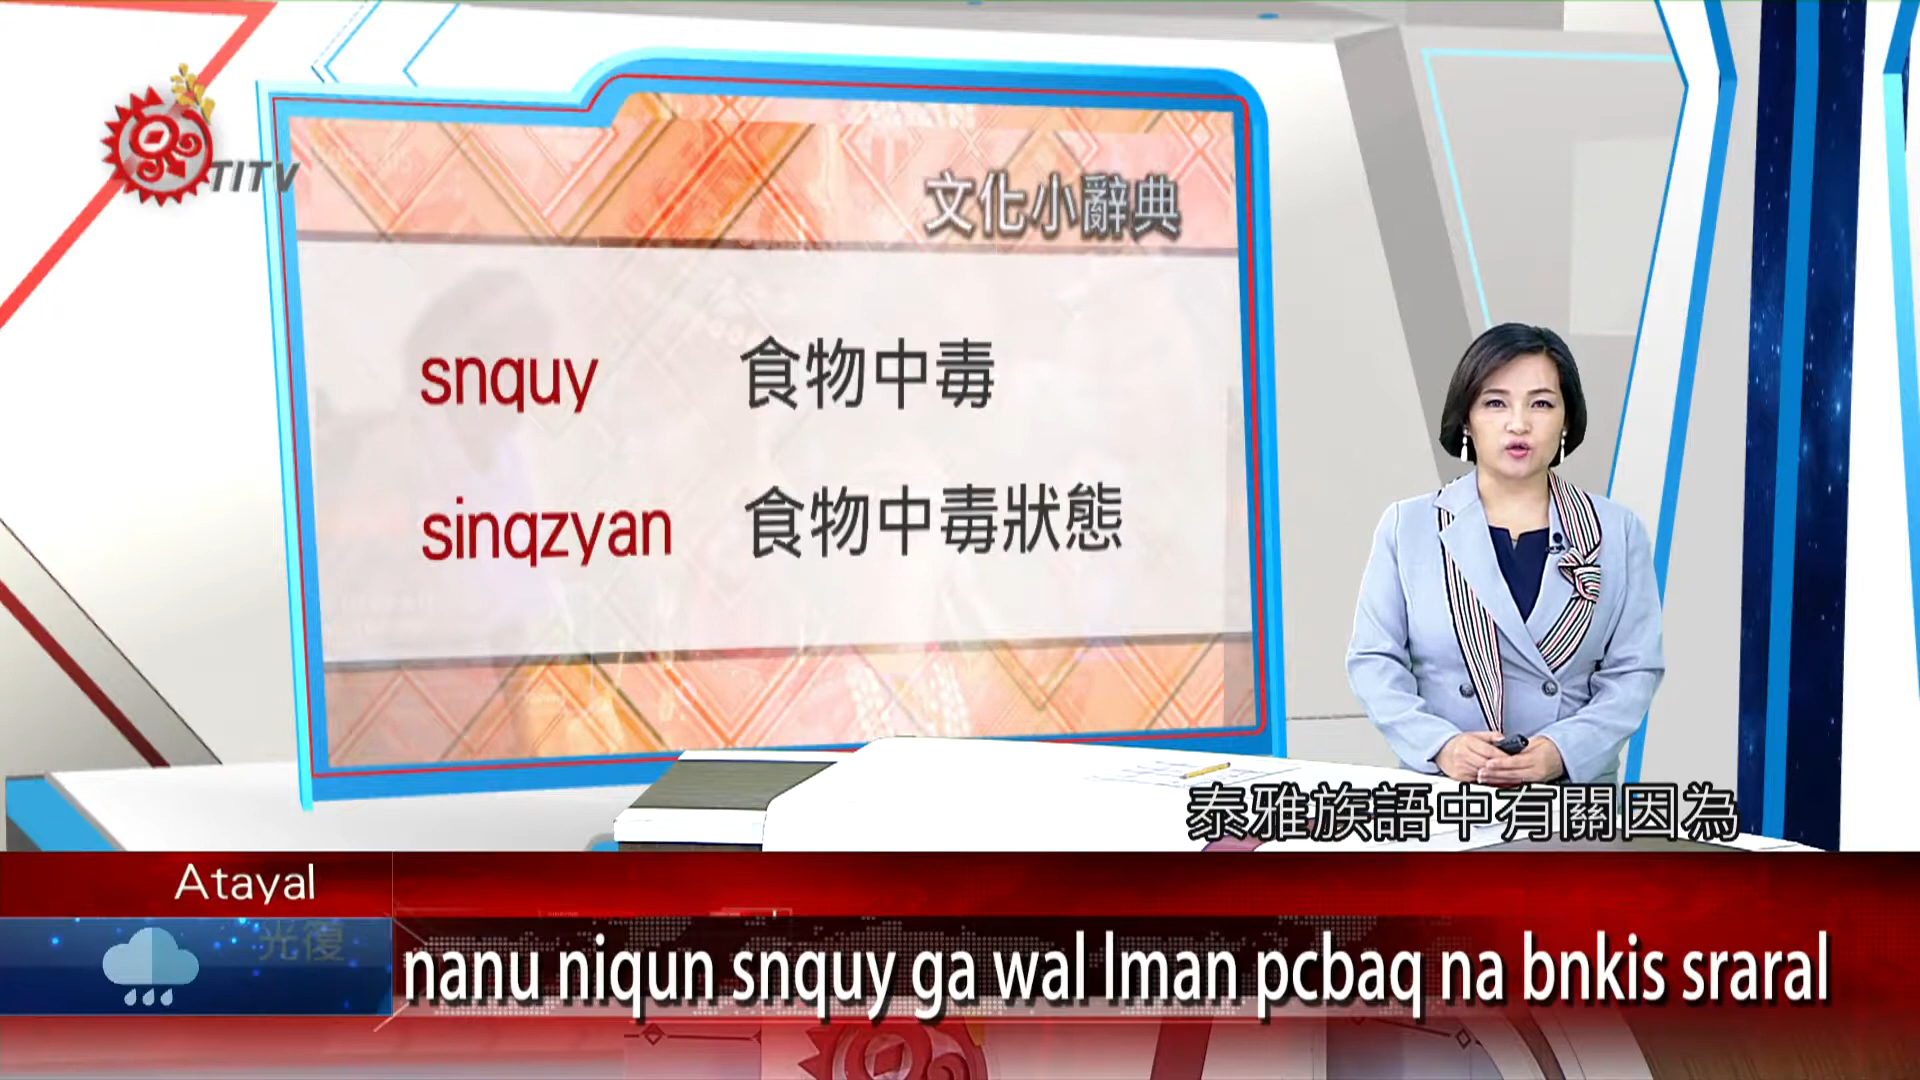 TITV
文化小辭典
snquy 食物中毒
sinqzyan 食物中毒狀態
泰雅族語中有關因為
Atayal
光復
nanu niqun snquy ga wal lman pcbaq na bnkis sraral